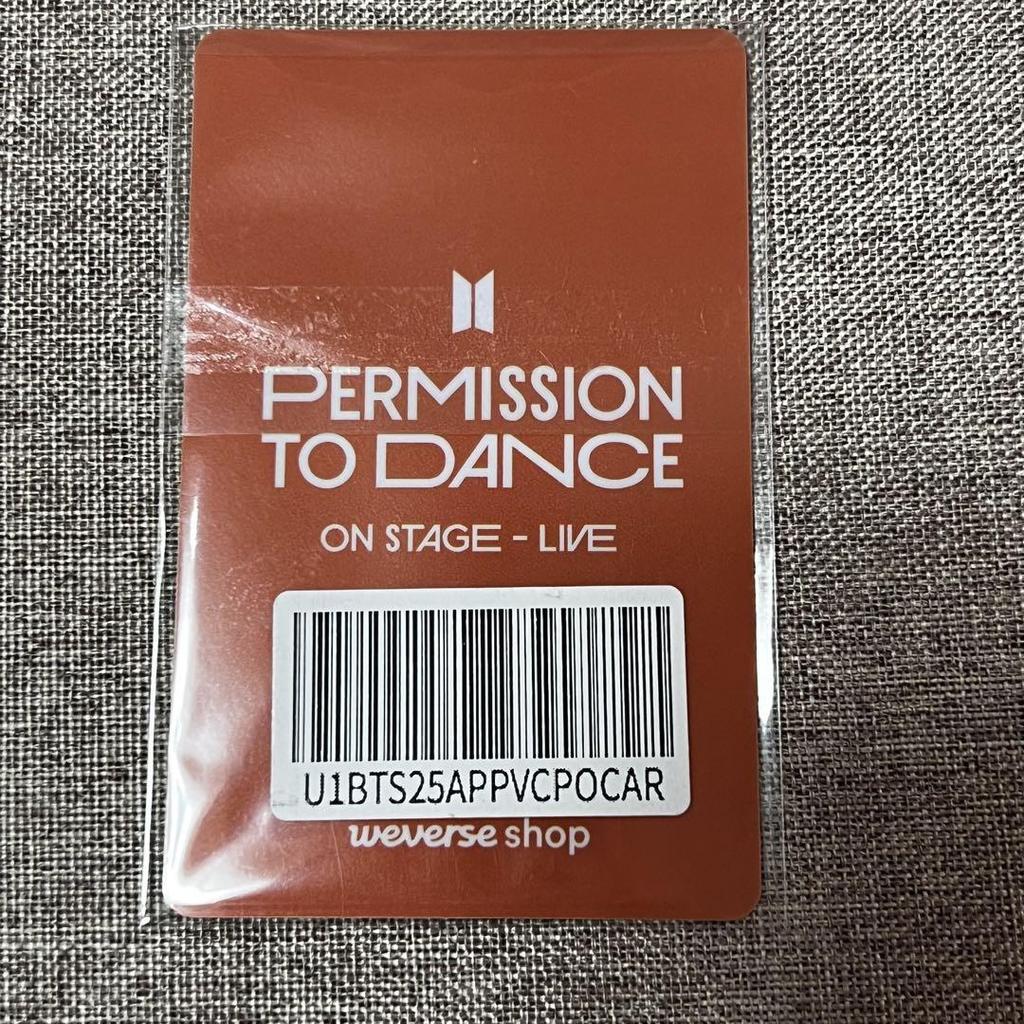 PERMISSION
TO DANCE
ON STAGE - LIVE
U1BTS25APPVCPOCAR
weverse shop